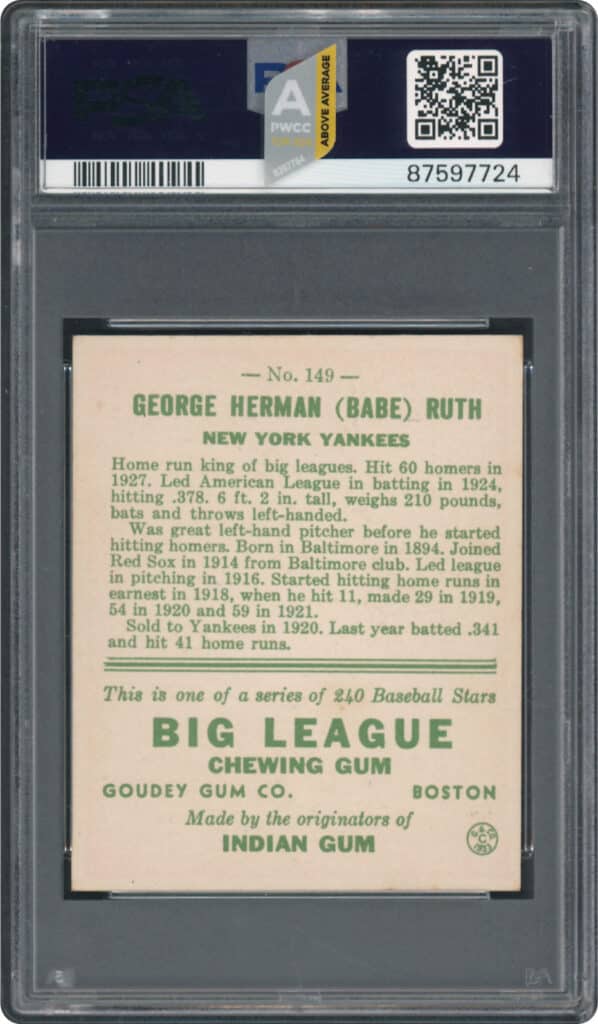 PSA
A
PWCC
ABOVE AVERAGE
87597724
— No. 149 —
GEORGE HERMAN (BABE) RUTH
NEW YORK YANKEES
Home run king of big leagues. Hit 60 homers in
1927. Led American League in batting in 1924,
hitting .378. 6 ft. 2 in. tall, weighs 210 pounds,
bats and throws left-handed.
Was great left-hand pitcher before he started
hitting homers. Born in Baltimore in 1894. Joined
Red Sox in 1914 from Baltimore club. Led league
in pitching in 1916. Started hitting home runs in
earnest in 1918, when he hit 11, made 29 in 1919,
54 in 1920 and 59 in 1921.
Sold to Yankees in 1920. Last year batted .341
and hit 41 home runs.
This is one of a series of 240 Baseball Stars
BIG LEAGUE
CHEWING GUM
GOUDEY GUM CO. BOSTON
Made by the originators of
INDIAN GUM